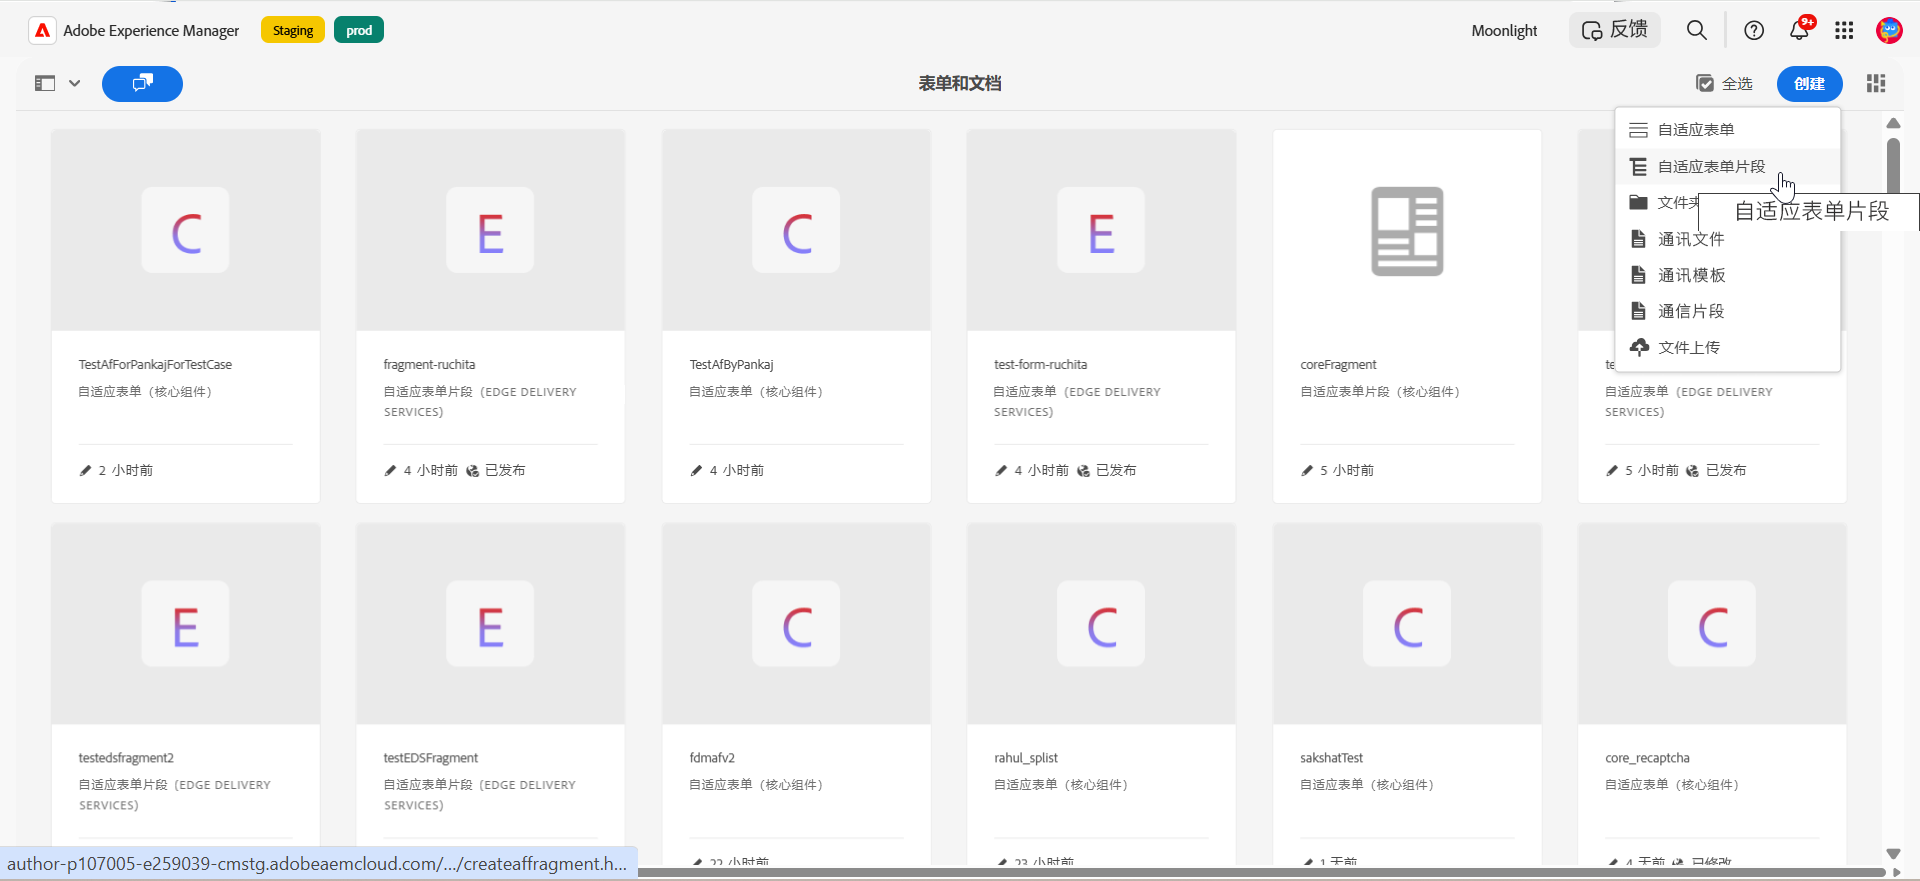 Adobe Experience Manager
Staging
prod
Moonlight
反馈
9+
表单和文档
全选
创建
自适应表单
自适应表单片段
文件夹
自适应表单片段
通讯文件
通讯模板
通信片段
文件上传
C
E
C
E
TestAfForPankajForTestCase
自适应表单（核心组件）
2 小时前
fragment-ruchita
自适应表单片段（EDGE DELIVERY
SERVICES）
4 小时前 已发布
TestAfByPankaj
自适应表单（核心组件）
4 小时前
test-form-ruchita
自适应表单（EDGE DELIVERY
SERVICES）
4 小时前 已发布
coreFragment
自适应表单片段（核心组件）
5 小时前
te
自适应表单（EDGE DELIVERY
SERVICES）
5 小时前 已发布
E
E
C
C
C
C
testedsfragment2
自适应表单片段（EDGE DELIVERY
SERVICES）
testEDSFragment
自适应表单片段（EDGE DELIVERY
SERVICES）
fdmafv2
自适应表单（核心组件）
22 小时前
rahul_splist
自适应表单（核心组件）
23 小时前
sakshatTest
自适应表单（核心组件）
1 天前
core_recaptcha
自适应表单（核心组件）
4 天前 已修改
author-p107005-e259039-cmstg.adobeaemcloud.com/.../createaffragment.h...